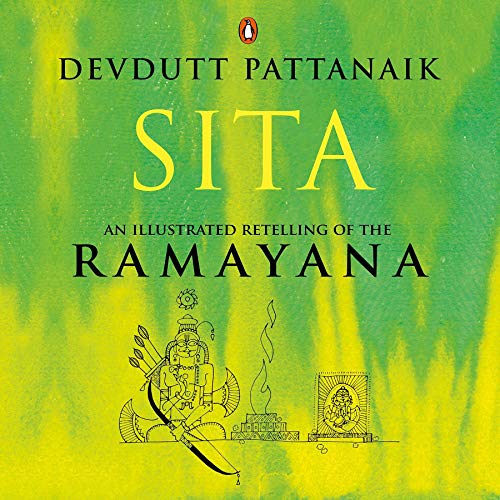 DEVDUTT PATTANAIK
SITA
AN ILLUSTRATED RETELLING OF THE
RAMAYANA